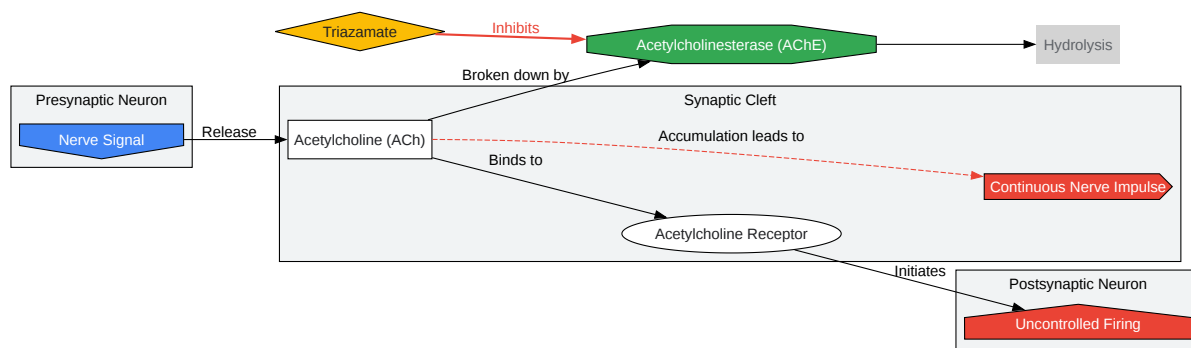 Triazamate
Inhibits
Acetylcholinesterase (AChE)
Hydrolysis
Broken down by
Presynaptic Neuron
Nerve Signal
Release
Synaptic Cleft
Acetylcholine (ACh)
Accumulation leads to
Binds to
Continuous Nerve Impulse
Acetylcholine Receptor
Initiates
Postsynaptic Neuron
Uncontrolled Firing